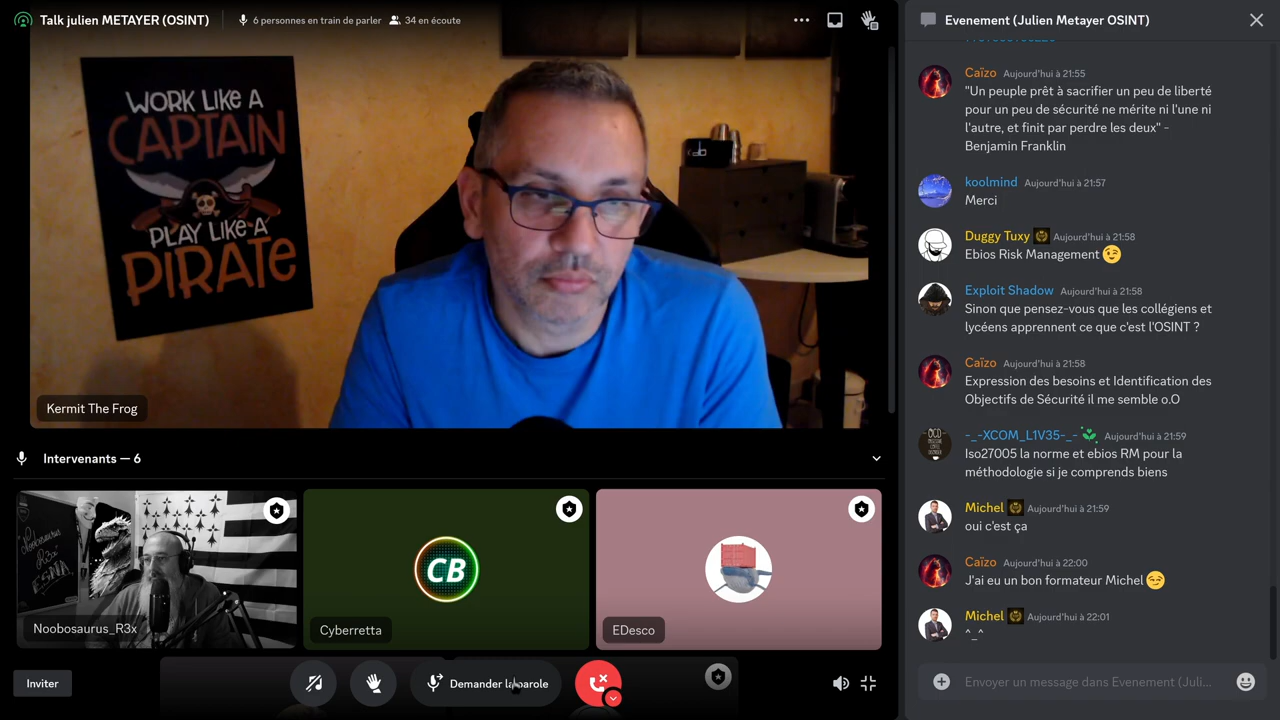 Talk julien METAYER (OSINT)
6 personnes en train de parler
34 en écoute
WORK LIKE A
CAPTAIN
PLAY LIKE A
PIRATE
Kermit The Frog
Intervenants — 6
Noobosaurus_R3x
CB
Cyberretta
EDesco
Inviter
Demander la parole
Evenement (Julien Metayer OSINT)
Caïzo Aujourd'hui à 21:55
"Un peuple prêt à sacrifier un peu de liberté
pour un peu de sécurité ne mérite ni l'une ni
l'autre, et finit par perdre les deux" -
Benjamin Franklin
koolmind Aujourd'hui à 21:57
Merci
Duggy Tuxy Aujourd'hui à 21:58
Ebios Risk Management 😉
Exploit Shadow Aujourd'hui à 21:58
Sinon que pensez-vous que les collégiens et
lycéens apprennent ce que c'est l'OSINT ?
Caïzo Aujourd'hui à 21:58
Expression des besoins et Identification des
Objectifs de Sécurité il me semble o.O
-_-XCOM_L1V35-_- Aujourd'hui à 21:59
Iso27005 la norme et ebios RM pour la
méthodologie si je comprends biens
Michel Aujourd'hui à 21:59
oui c'est ça
Caïzo Aujourd'hui à 22:00
J'ai eu un bon formateur Michel 😏
Michel Aujourd'hui à 22:01
^_^
Envoyer un message dans Evenement (Juli...